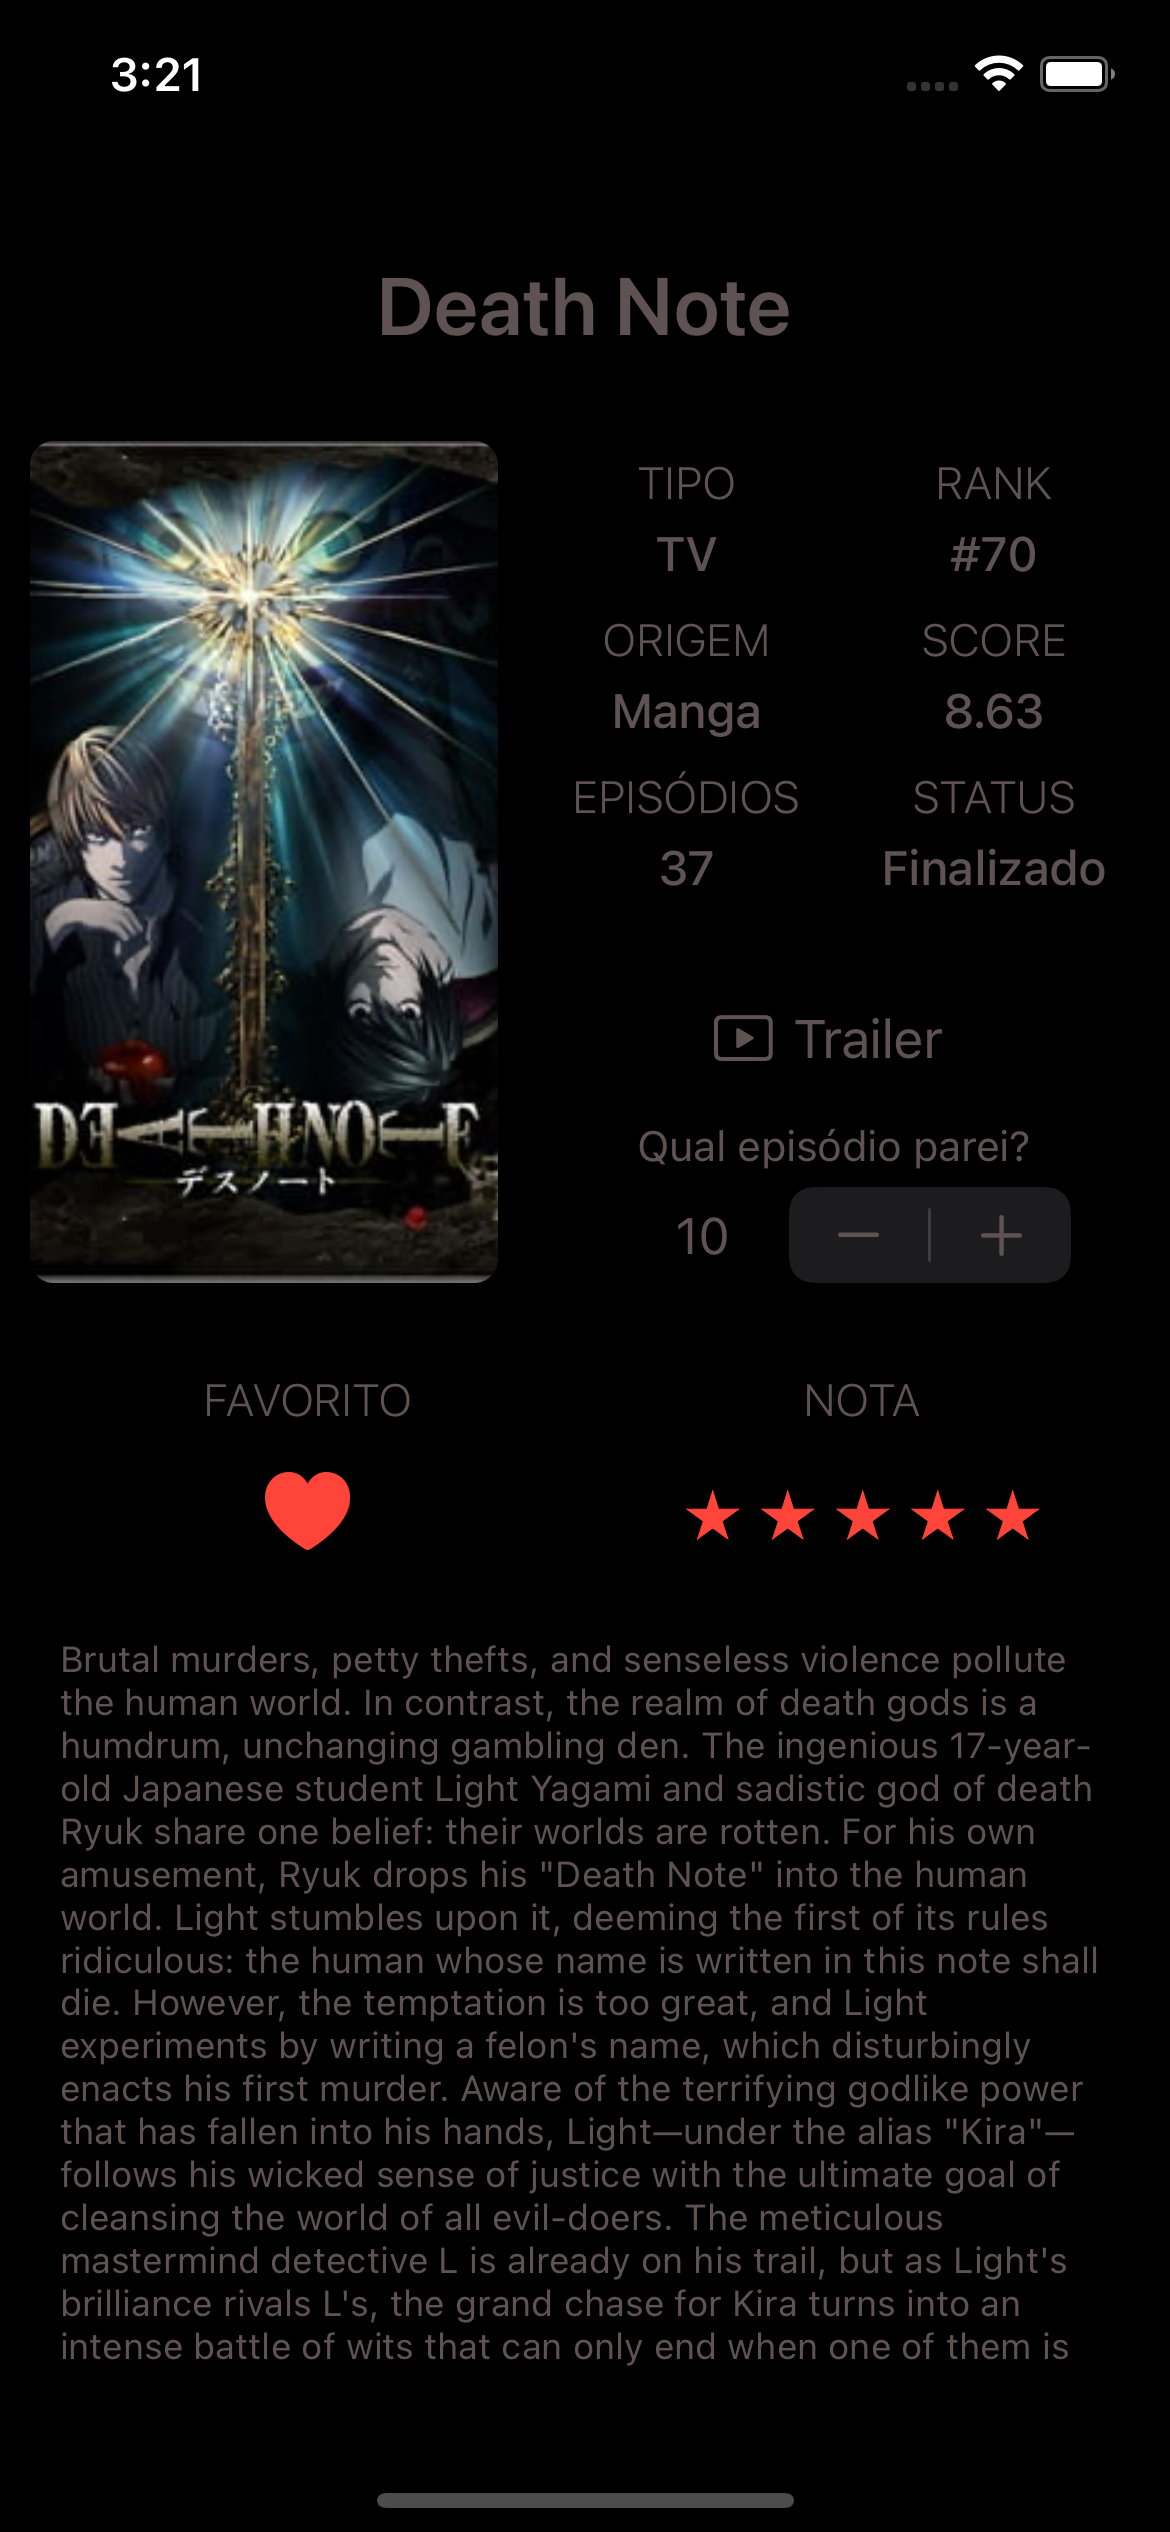 3:21
Death Note
TIPO
RANK
TV
#70
ORIGEM
SCORE
Manga
8.63
EPISÓDIOS
STATUS
37
Finalizado
DEATH NOTE
デスノート
Trailer
Qual episódio parei?
10
FAVORITO
NOTA
Brutal murders, petty thefts, and senseless violence pollute
the human world. In contrast, the realm of death gods is a
humdrum, unchanging gambling den. The ingenious 17-year-
old Japanese student Light Yagami and sadistic god of death
Ryuk share one belief: their worlds are rotten. For his own
amusement, Ryuk drops his "Death Note" into the human
world. Light stumbles upon it, deeming the first of its rules
ridiculous: the human whose name is written in this note shall
die. However, the temptation is too great, and Light
experiments by writing a felon's name, which disturbingly
enacts his first murder. Aware of the terrifying godlike power
that has fallen into his hands, Light—under the alias "Kira"—
follows his wicked sense of justice with the ultimate goal of
cleansing the world of all evil-doers. The meticulous
mastermind detective L is already on his trail, but as Light's
brilliance rivals L's, the grand chase for Kira turns into an
intense battle of wits that can only end when one of them is